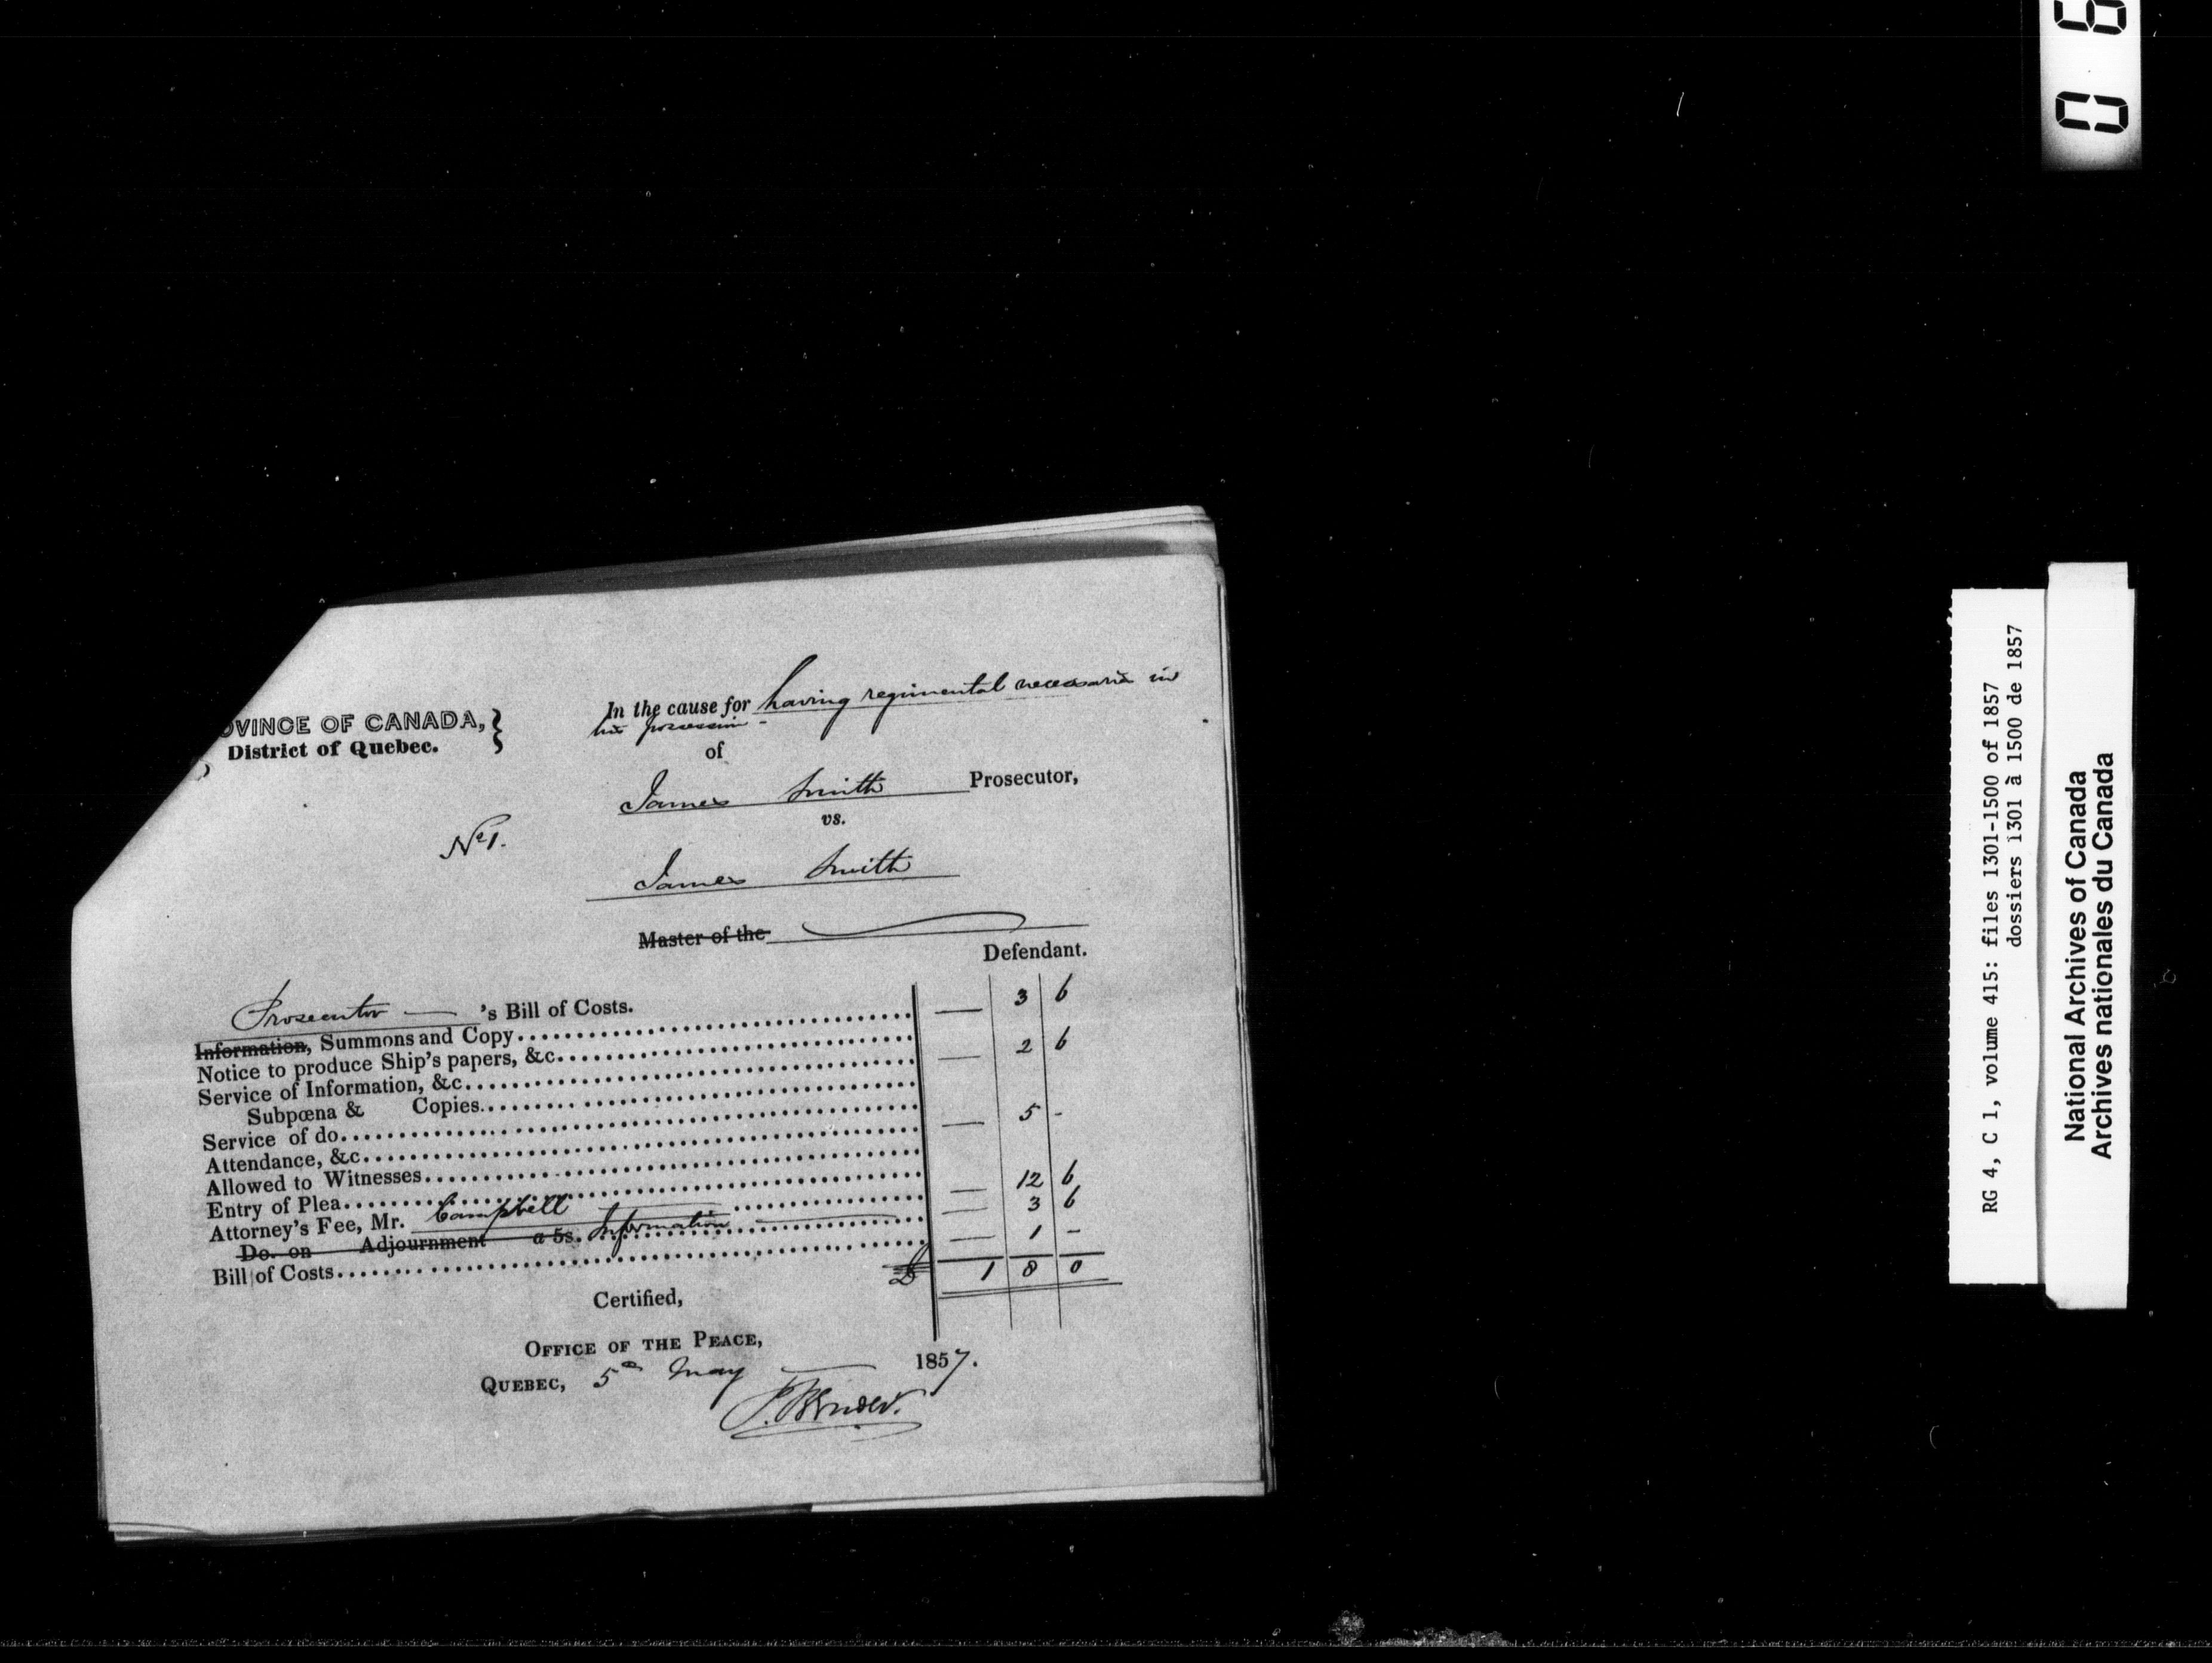 OVINCE OF CANADA, }
District of Quebec.
In the cause for having regimental necessaries in
his possession -
of
James Smith Prosecutor,
vs.
No 1.
James Smith
Master of the
Defendant.
Prosecutor 's Bill of Costs.
Information, Summons and Copy — 3 6
Notice to produce Ship's papers, &c.
Service of Information, &c. — 2 6
Subpœna & Copies.
Service of do.
Attendance, &c. — 5 -
Allowed to Witnesses.
Entry of Plea.
Attorney's Fee, Mr. Campbell — 12 6
Do. on Adjournment a 5s. Information — 3 6
Bill of Costs. — 1 -
£ 1 8 0
Certified,
OFFICE OF THE PEACE,
QUEBEC, 5th May 1857.
RG 4, C 1, volume 415: files 1301-1500 of 1857
dossiers 1301 à 1500 de 1857
National Archives of Canada
Archives nationales du Canada